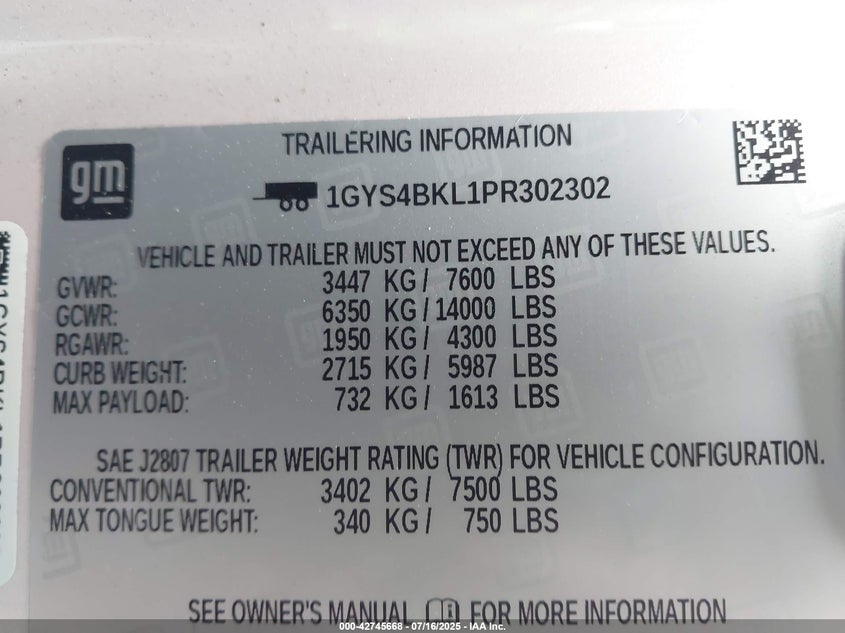 gm
TRAILERING INFORMATION
1GYS4BKL1PR302302
VEHICLE AND TRAILER MUST NOT EXCEED ANY OF THESE VALUES.
GVWR: 3447 KG / 7600 LBS
GCWR: 6350 KG / 14000 LBS
RGAWR: 1950 KG / 4300 LBS
CURB WEIGHT: 2715 KG / 5987 LBS
MAX PAYLOAD: 732 KG / 1613 LBS
SAE J2807 TRAILER WEIGHT RATING (TWR) FOR VEHICLE CONFIGURATION.
CONVENTIONAL TWR: 3402 KG / 7500 LBS
MAX TONGUE WEIGHT: 340 KG / 750 LBS
SEE OWNER'S MANUAL FOR MORE INFORMATION
000-42745668 - 07/16/2025 - IAA Inc.